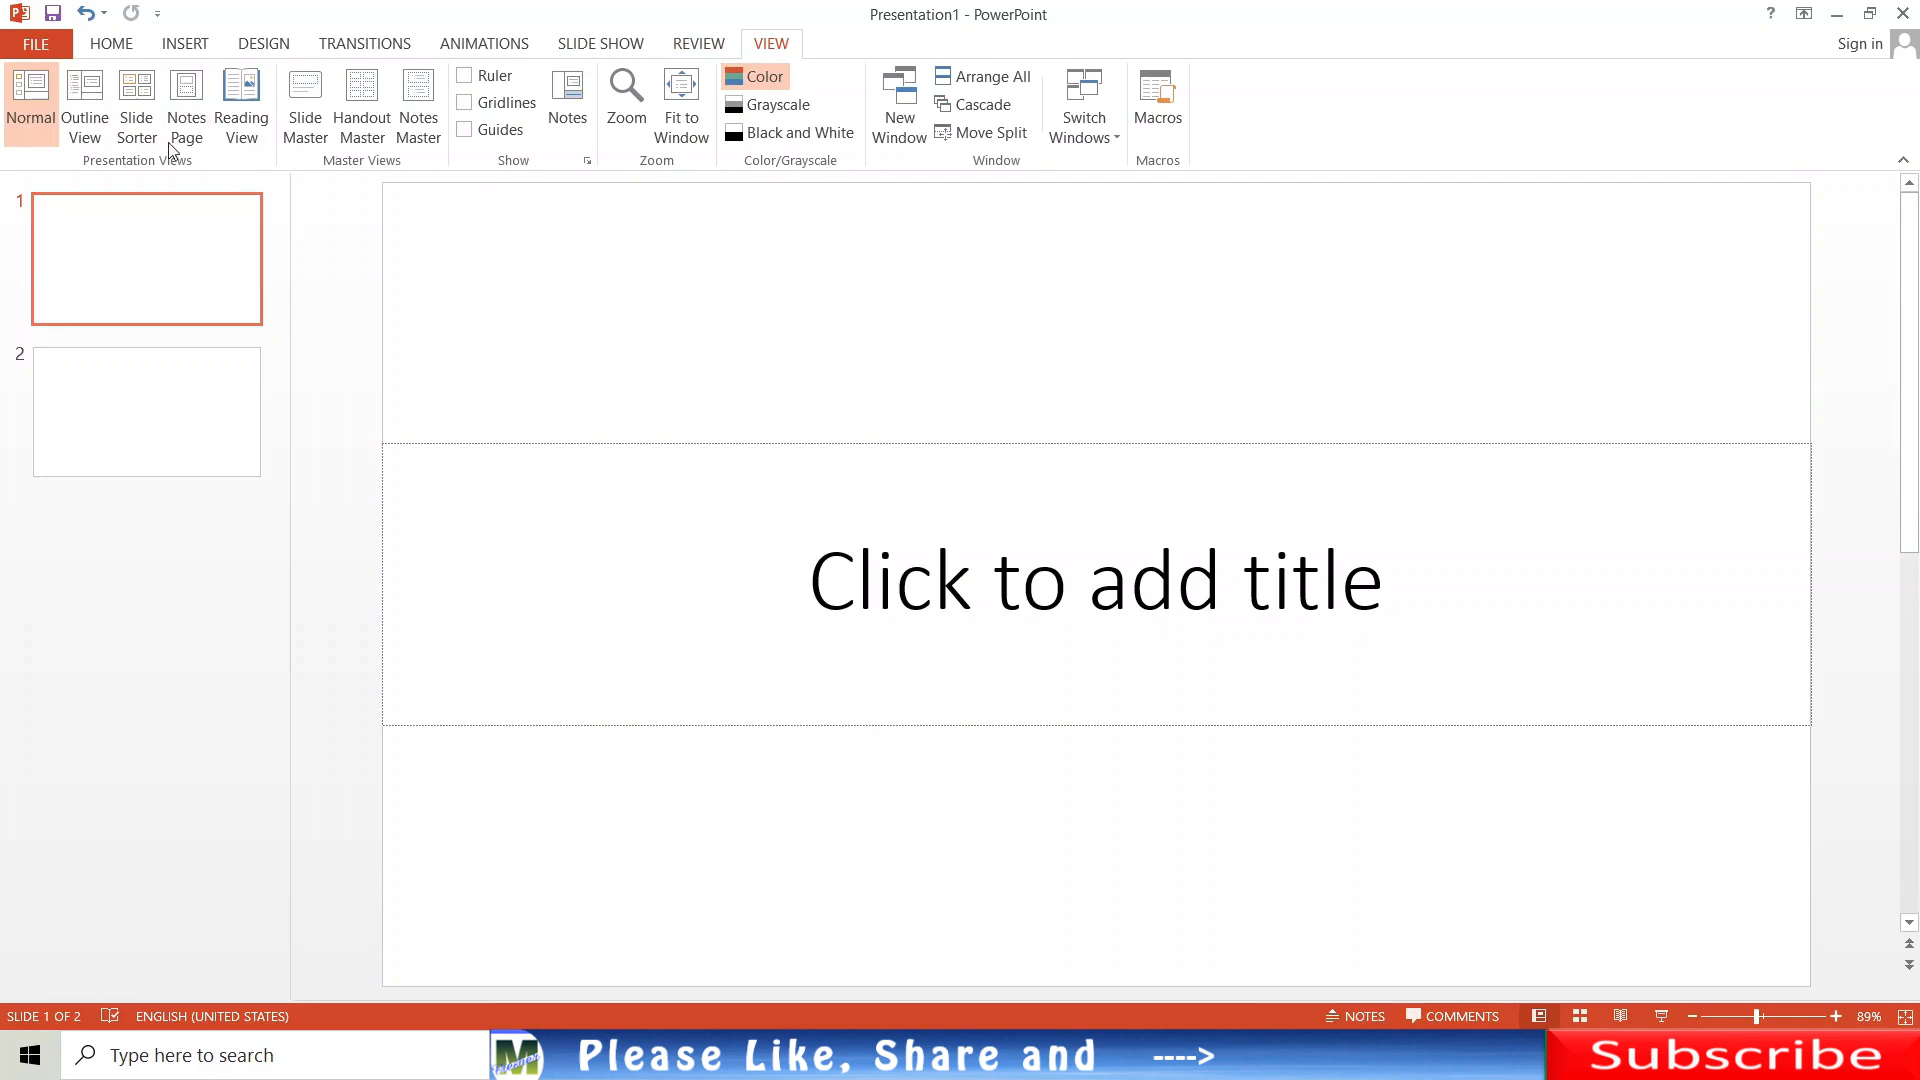 Presentation1 - PowerPoint
?
FILE HOME INSERT DESIGN TRANSITIONS ANIMATIONS SLIDE SHOW REVIEW VIEW
Sign in
Normal
Outline
View
Slide
Sorter
Notes
Page
Reading
View
Presentation Views
Slide
Master
Handout
Master
Notes
Master
Master Views
Ruler
Gridlines
Guides
Notes
Show
Zoom
Fit to
Window
Zoom
Color
Grayscale
Black and White
Color/Grayscale
New
Window
Arrange All
Cascade
Move Split
Switch
Windows
Window
Macros
Macros
1
2
Click to add title
SLIDE 1 OF 2
ENGLISH (UNITED STATES)
NOTES
COMMENTS
89%
Type here to search
Please Like, Share and ---->
Subscribe